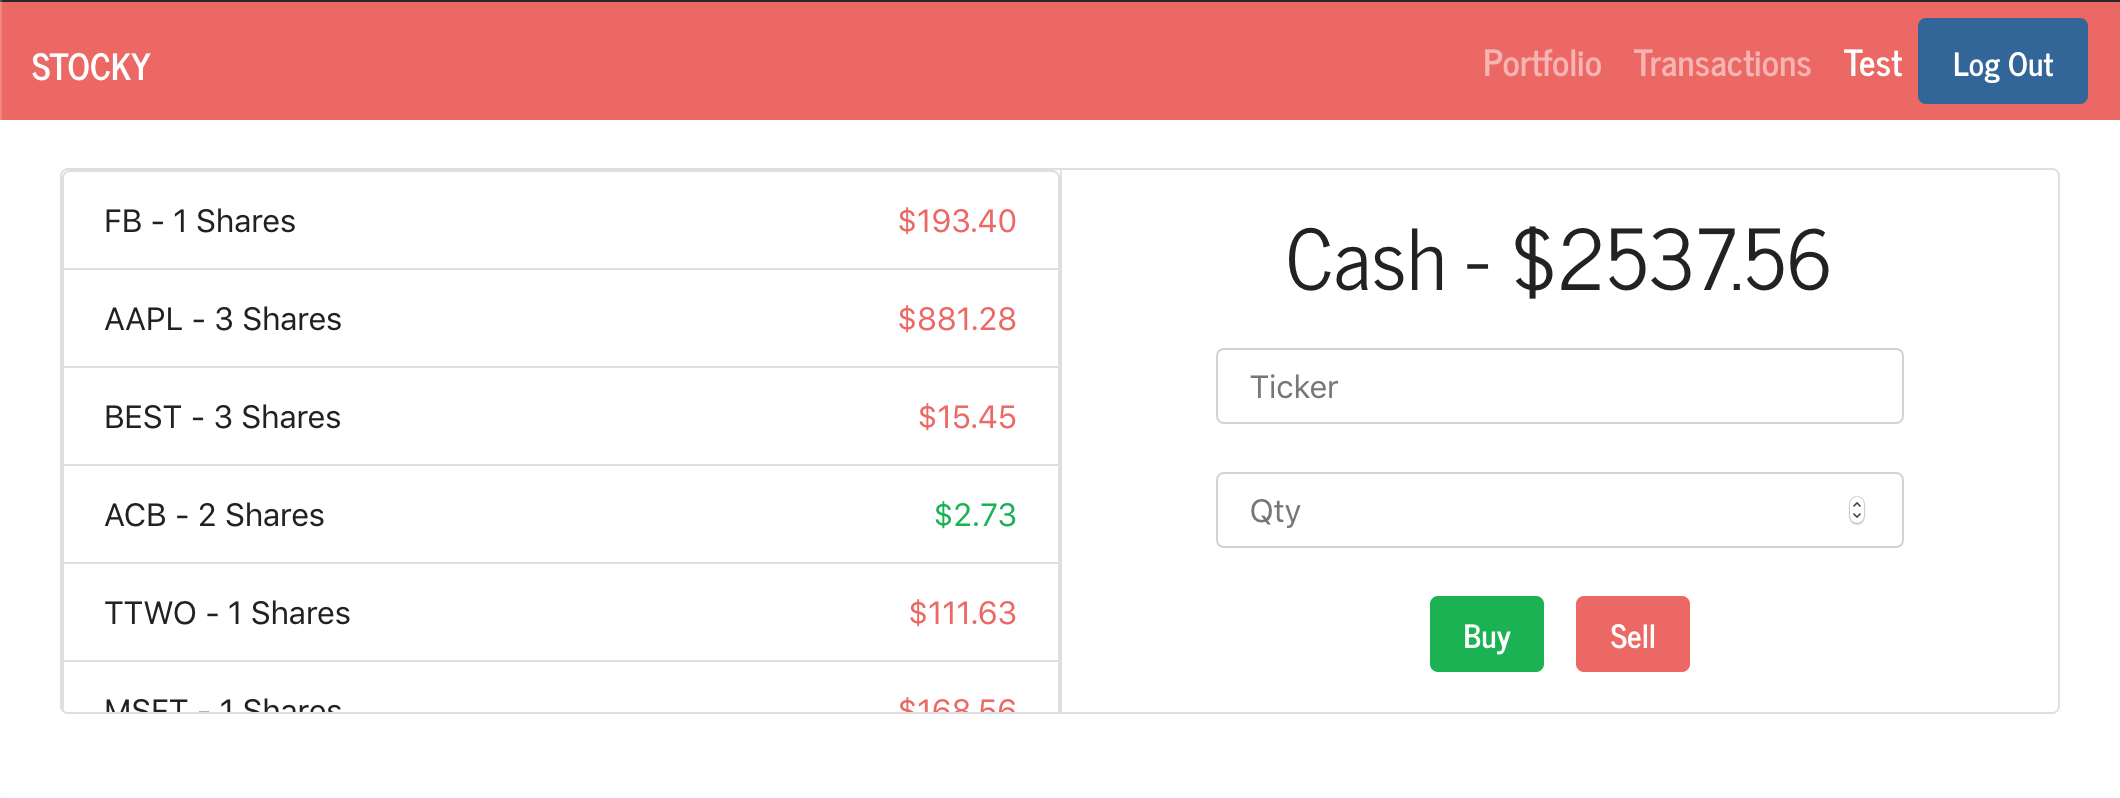 STOCKY
Portfolio Transactions Test Log Out
FB - 1 Shares $193.40
AAPL - 3 Shares $881.28
BEST - 3 Shares $15.45
ACB - 2 Shares $2.73
TTWO - 1 Shares $111.63
MSFT - 1 Shares $168.56
Cash - $2537.56
Ticker
Qty
Buy Sell